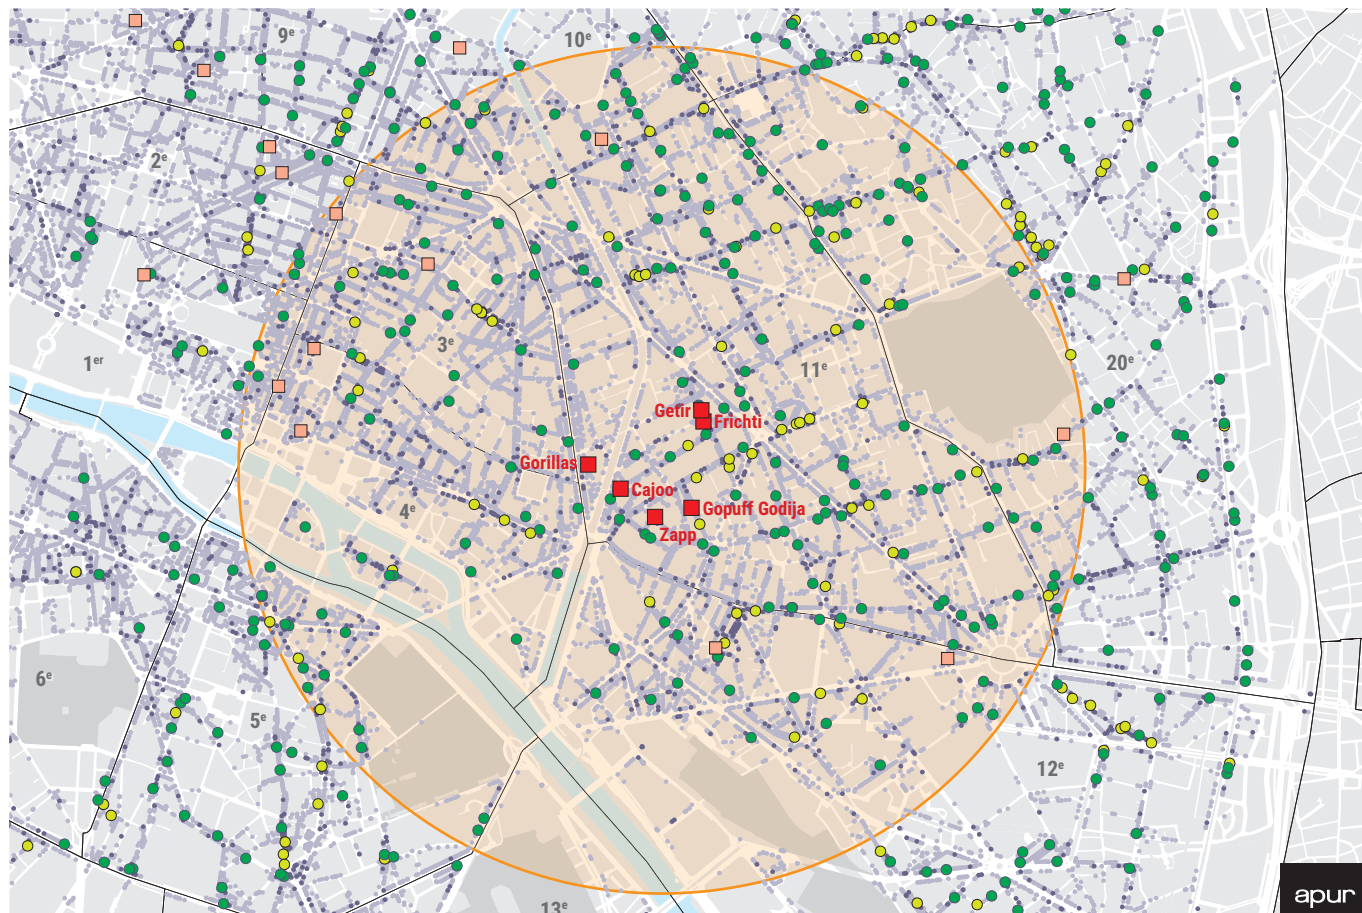 9e
10e
2e
1er
3e
11e
20e
Getir
Frichti
Gorillas
Cajoo
Gopuff Godija
Zapp
4e
6e
5e
12e
13e
apur